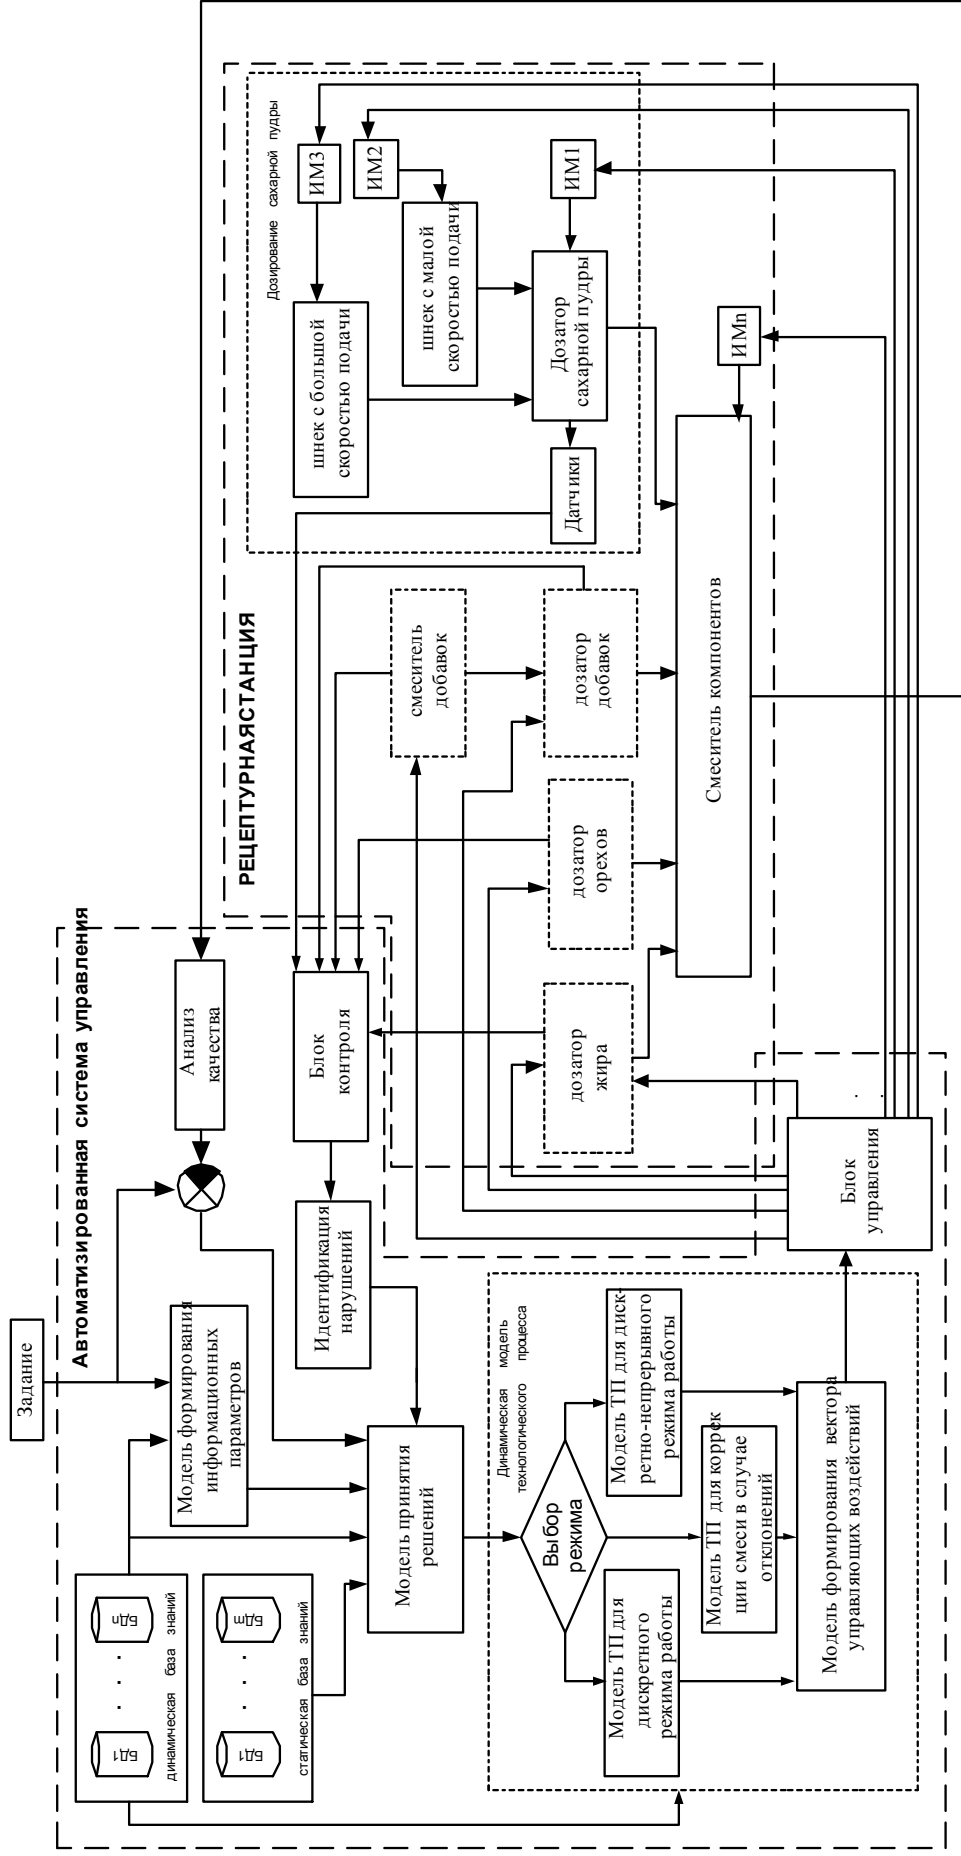 Задание
Автоматизированная система управления
динамическая база знаний
БД1
. . .
БДn
статическая база знаний
БД1
. . .
БДm
Модель формирования
информационных
параметров
Анализ
качества
Модель принятия
решений
Идентификация
нарушений
Блок
контроля
Динамическая модель
технологического процесса
Выбор
режима
Модель ТП для
дискретного
режима работы
Модель ТП для коррек
ции смеси в случае
отклонений
Модель ТП для диск-
ретно-непрерывного
режима работы
Модель формирования вектора
управляющих воздействий
Блок
управления
. .
РЕЦЕПТУРНАЯСТАНЦИЯ
дозатор
жира
дозатор
орехов
смеситель
добавок
дозатор
добавок
Смеситель компонентов
Дозирование сахарной пудры
шнек с большой
скоростью подачи
шнек с малой
скоростью подачи
Дозатор
сахарной пудры
Датчики
ИМ3
ИМ2
ИМ1
ИМn